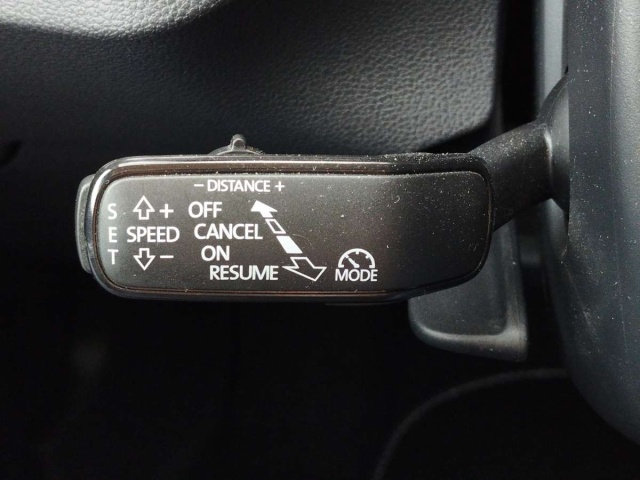 - DISTANCE +
S + OFF
E SPEED CANCEL
T - ON
RESUME MODE